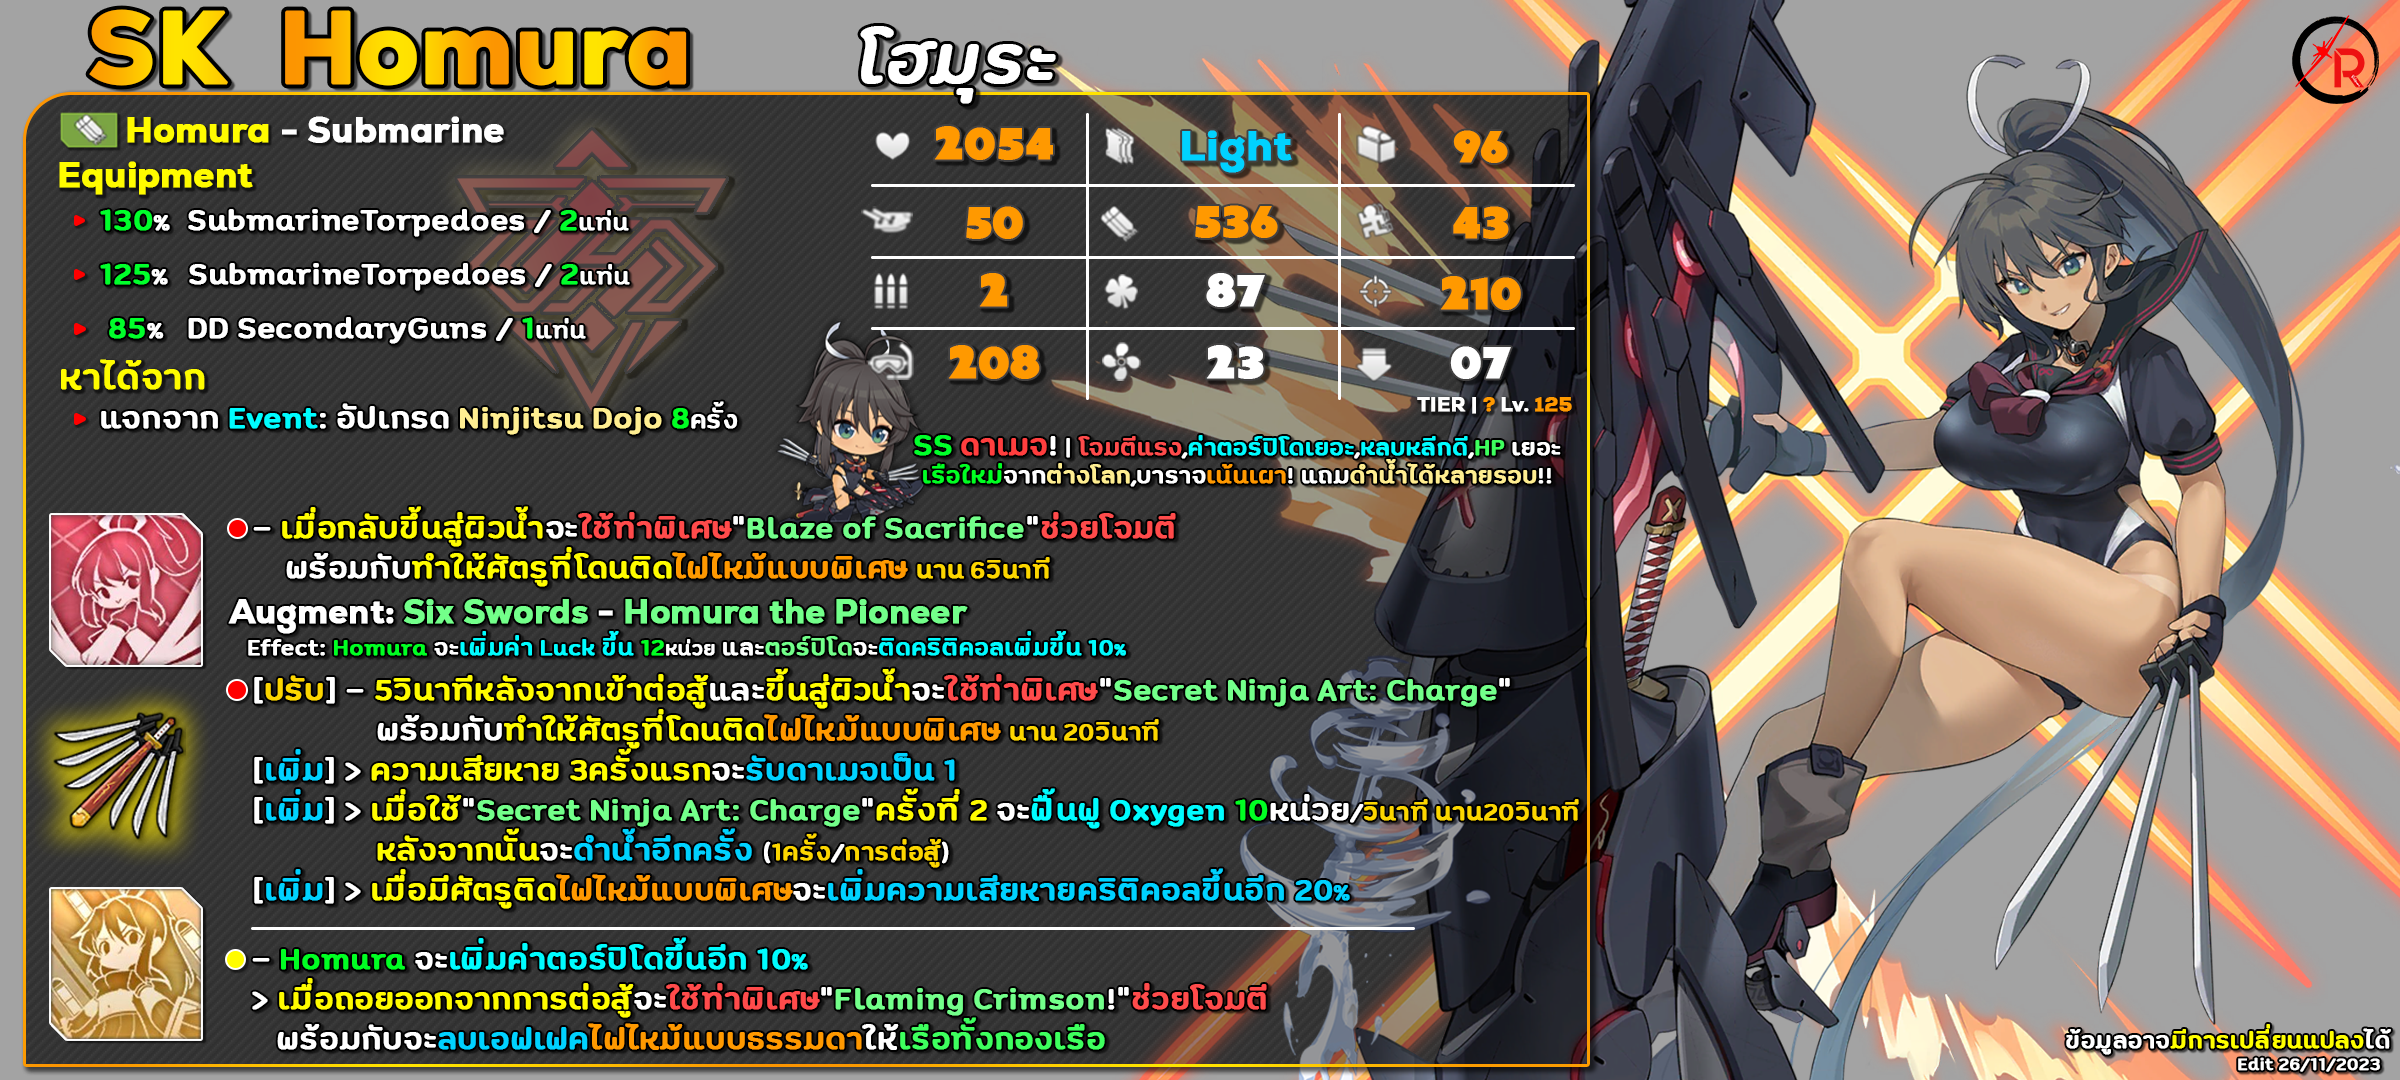 SK Homura
โฮมุระ
R
Homura - Submarine
Equipment
130% SubmarineTorpedoes / 2แท่น
125% SubmarineTorpedoes / 2แท่น
85% DD SecondaryGuns / 1แท่น
หาได้จาก
แจกจาก Event: อัปเกรด Ninjitsu Dojo 8ครั้ง
2054 Light 96
50 536 43
2 87 210
208 23 07
TIER | ? Lv. 125
SS ดาเมจ! | โจมตีแรง,ค่าตอร์ปิโดเยอะ,หลบหลีกดี,HP เยอะ
เรือใหม่จากต่างโลก,บาราจเน้นเผา! แถมดำน้ำได้หลายรอบ!!
– เมื่อกลับขึ้นสู่ผิวน้ำจะใช้ท่าพิเศษ"Blaze of Sacrifice"ช่วยโจมตี
พร้อมกับทำให้ศัตรูที่โดนติดไฟไหม้แบบพิเศษ นาน 6วินาที
Augment: Six Swords - Homura the Pioneer
Effect: Homura จะเพิ่มค่า Luck ขึ้น 12หน่วย และตอร์ปิโดจะติดคริติคอลเพิ่มขึ้น 10%
[ปรับ] – 5วินาทีหลังจากเข้าต่อสู้และขึ้นสู่ผิวน้ำจะใช้ท่าพิเศษ"Secret Ninja Art: Charge"
พร้อมกับทำให้ศัตรูที่โดนติดไฟไหม้แบบพิเศษ นาน 20วินาที
[เพิ่ม] > ความเสียหาย 3ครั้งแรกจะรับดาเมจเป็น 1
[เพิ่ม] > เมื่อใช้"Secret Ninja Art: Charge"ครั้งที่ 2 จะฟื้นฟู Oxygen 10หน่วย/วินาที นาน20วินาที
หลังจากนั้นจะดำน้ำอีกครั้ง (1ครั้ง/การต่อสู้)
[เพิ่ม] > เมื่อมีศัตรูติดไฟไหม้แบบพิเศษจะเพิ่มความเสียหายคริติคอลขึ้นอีก 20%
– Homura จะเพิ่มค่าตอร์ปิโดขึ้นอีก 10%
> เมื่อถอยออกจากการต่อสู้จะใช้ท่าพิเศษ"Flaming Crimson!"ช่วยโจมตี
พร้อมกับจะลบเอฟเฟคไฟไหม้แบบธรรมดาให้เรือทั้งกองเรือ
ข้อมูลอาจมีการเปลี่ยนแปลงได้
Edit 26/11/2023